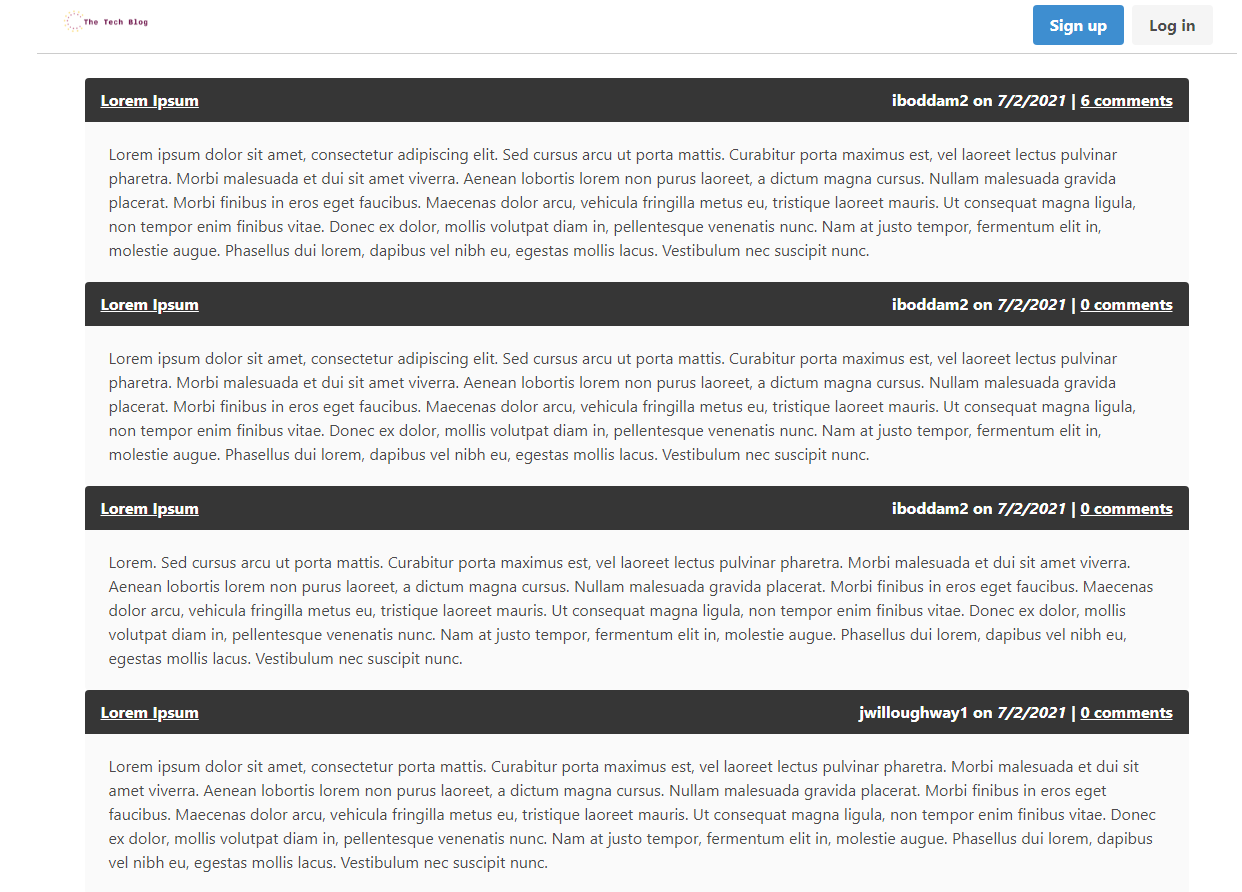 The Tech Blog
Sign up
Log in
Lorem Ipsum
iboddam2 on 7/2/2021 | 6 comments
Lorem ipsum dolor sit amet, consectetur adipiscing elit. Sed cursus arcu ut porta mattis. Curabitur porta maximus est, vel laoreet lectus pulvinar
pharetra. Morbi malesuada et dui sit amet viverra. Aenean lobortis lorem non purus laoreet, a dictum magna cursus. Nullam malesuada gravida
placerat. Morbi finibus in eros eget faucibus. Maecenas dolor arcu, vehicula fringilla metus eu, tristique laoreet mauris. Ut consequat magna ligula,
non tempor enim finibus vitae. Donec ex dolor, mollis volutpat diam in, pellentesque venenatis nunc. Nam at justo tempor, fermentum elit in,
molestie augue. Phasellus dui lorem, dapibus vel nibh eu, egestas mollis lacus. Vestibulum nec suscipit nunc.
Lorem Ipsum
iboddam2 on 7/2/2021 | 0 comments
Lorem ipsum dolor sit amet, consectetur adipiscing elit. Sed cursus arcu ut porta mattis. Curabitur porta maximus est, vel laoreet lectus pulvinar
pharetra. Morbi malesuada et dui sit amet viverra. Aenean lobortis lorem non purus laoreet, a dictum magna cursus. Nullam malesuada gravida
placerat. Morbi finibus in eros eget faucibus. Maecenas dolor arcu, vehicula fringilla metus eu, tristique laoreet mauris. Ut consequat magna ligula,
non tempor enim finibus vitae. Donec ex dolor, mollis volutpat diam in, pellentesque venenatis nunc. Nam at justo tempor, fermentum elit in,
molestie augue. Phasellus dui lorem, dapibus vel nibh eu, egestas mollis lacus. Vestibulum nec suscipit nunc.
Lorem Ipsum
iboddam2 on 7/2/2021 | 0 comments
Lorem. Sed cursus arcu ut porta mattis. Curabitur porta maximus est, vel laoreet lectus pulvinar pharetra. Morbi malesuada et dui sit amet viverra.
Aenean lobortis lorem non purus laoreet, a dictum magna cursus. Nullam malesuada gravida placerat. Morbi finibus in eros eget faucibus. Maecenas
dolor arcu, vehicula fringilla metus eu, tristique laoreet mauris. Ut consequat magna ligula, non tempor enim finibus vitae. Donec ex dolor, mollis
volutpat diam in, pellentesque venenatis nunc. Nam at justo tempor, fermentum elit in, molestie augue. Phasellus dui lorem, dapibus vel nibh eu,
egestas mollis lacus. Vestibulum nec suscipit nunc.
Lorem Ipsum
jwilloughway1 on 7/2/2021 | 0 comments
Lorem ipsum dolor sit amet, consectetur porta mattis. Curabitur porta maximus est, vel laoreet lectus pulvinar pharetra. Morbi malesuada et dui sit
amet viverra. Aenean lobortis lorem non purus laoreet, a dictum magna cursus. Nullam malesuada gravida placerat. Morbi finibus in eros eget
faucibus. Maecenas dolor arcu, vehicula fringilla metus eu, tristique laoreet mauris. Ut consequat magna ligula, non tempor enim finibus vitae. Donec
ex dolor, mollis volutpat diam in, pellentesque venenatis nunc. Nam at justo tempor, fermentum elit in, molestie augue. Phasellus dui lorem, dapibus
vel nibh eu, egestas mollis lacus. Vestibulum nec suscipit nunc.